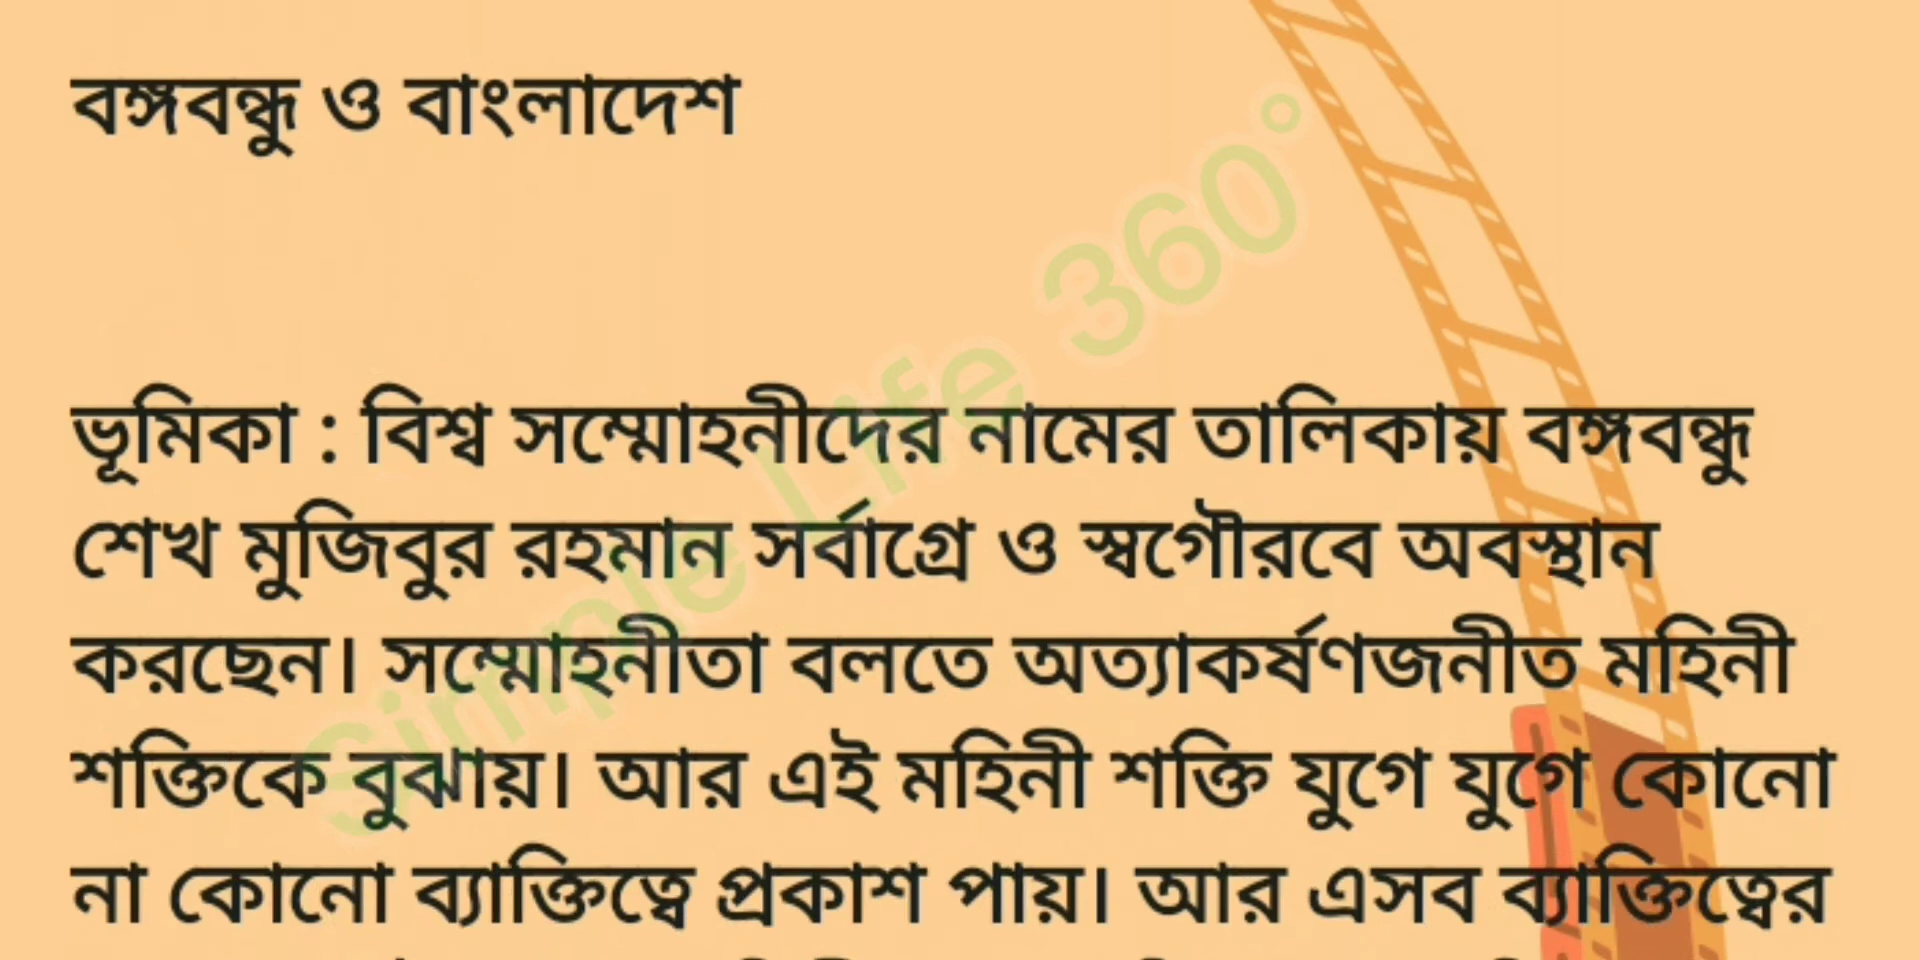 বঙ্গবন্ধু ও বাংলাদেশ
ভূমিকা : বিশ্ব সম্মোহনীদের নামের তালিকায় বঙ্গবন্ধু
শেখ মুজিবুর রহমান সর্বাগ্রে ও স্বগৌরবে অবস্থান
করছেন। সম্মোহনীতা বলতে অত্যাকর্ষণজনীত মহিনী
শক্তিকে বুঝায়। আর এই মহিনী শক্তি যুগে যুগে কোনো
না কোনো ব্যাক্তিত্বে প্রকাশ পায়। আর এসব ব্যাক্তিত্বের
Simple Life 360°